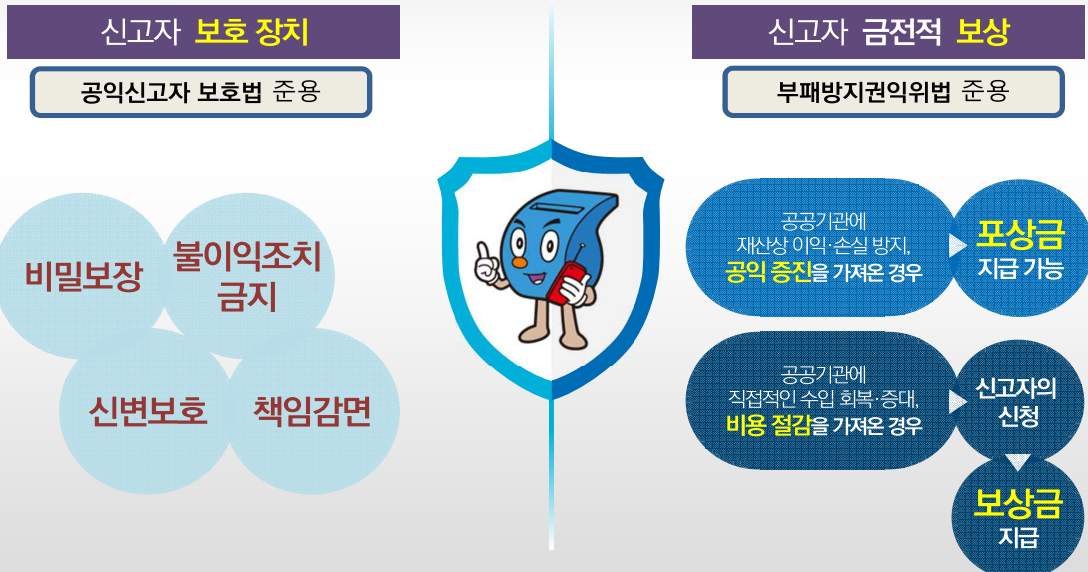 신고자 보호 장치
공익신고자 보호법 준용
비밀보장
불이익조치
금지
신변보호
책임감면
신고자 금전적 보상
부패방지권익위법 준용
공공기관에
재산상 이익·손실 방지,
공익 증진을 가져온 경우
포상금
지급 가능
공공기관에
직접적인 수입 회복·증대,
비용 절감을 가져온 경우
신고자의
신청
보상금
지급